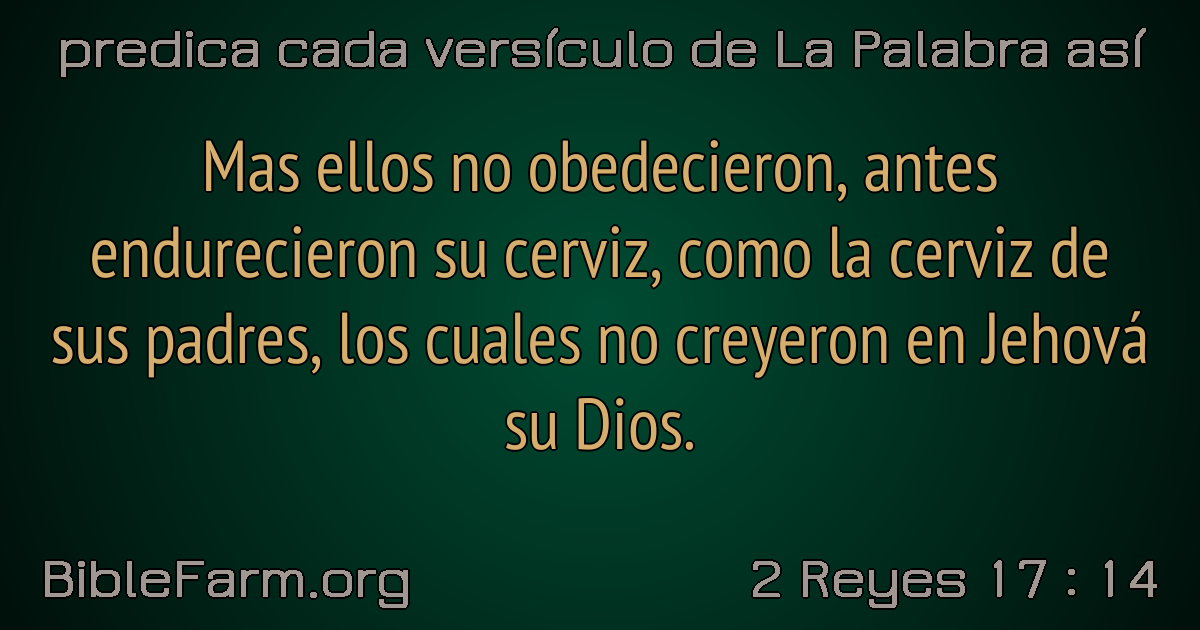 predica cada versículo de La Palabra así
Mas ellos no obedecieron, antes
endurecieron su cerviz, como la cerviz de
sus padres, los cuales no creyeron en Jehová
su Dios.
BibleFarm.org
2 Reyes 17 : 14